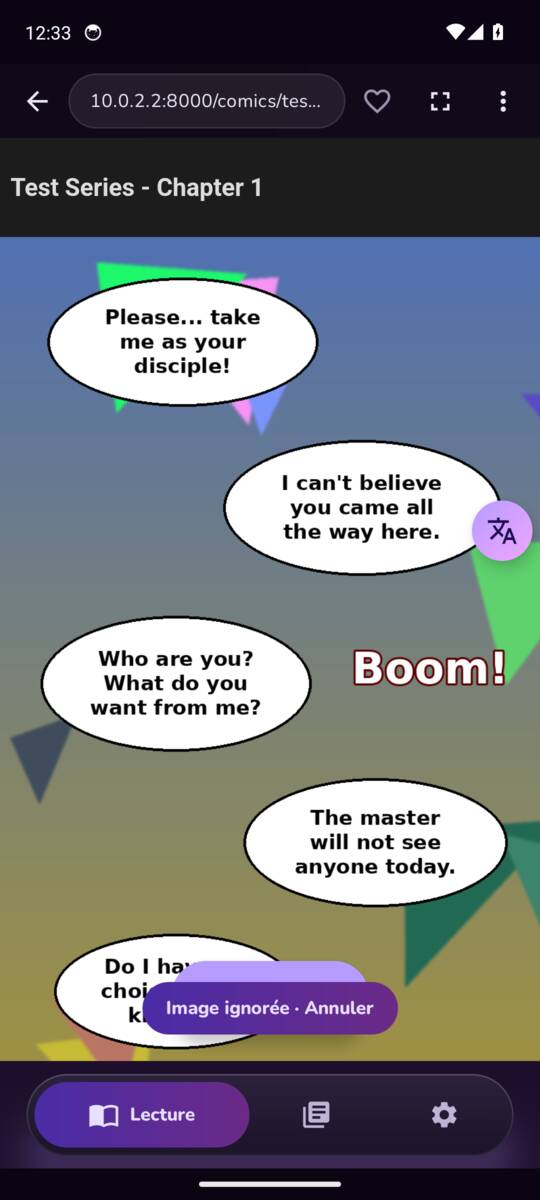 12:33
10.0.2.2:8000/comics/tes...
Test Series - Chapter 1
Please... take
me as your
disciple!
I can't believe
you came all
the way here.
Who are you?
What do you
want from me?
Boom!
The master
will not see
anyone today.
Do I
Image ignorée · Annuler
Lecture